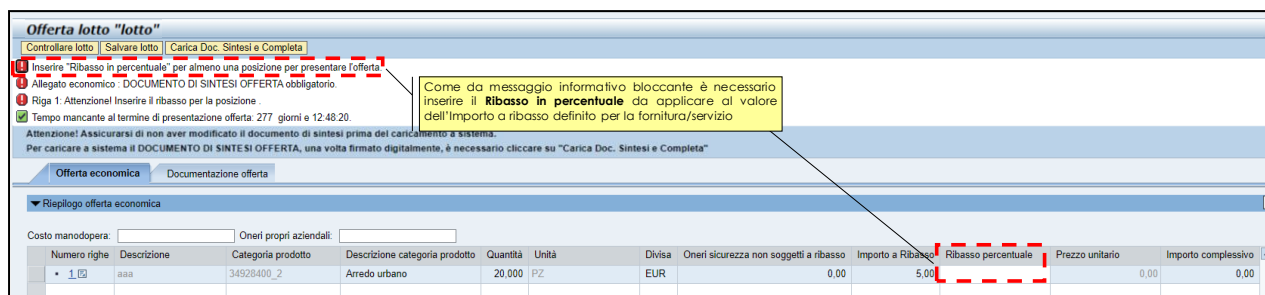 Offerta lotto "lotto"
Controllare lotto Salvare lotto Carica Doc. Sintesi e Completa
Inserire "Ribasso in percentuale" per almeno una posizione per presentare l'offerta.
Allegato economico : DOCUMENTO DI SINTESI OFFERTA obbligatorio.
Riga 1: Attenzione! Inserire il ribasso per la posizione .
Tempo mancante al termine di presentazione offerta: 277 giorni e 12:48:20.
Come da messaggio informativo bloccante è necessario
inserire il Ribasso in percentuale da applicare al valore
dell'Importo a ribasso definito per la fornitura/servizio
Attenzione! Assicurarsi di non aver modificato il documento di sintesi prima del caricamento a sistema.
Per caricare a sistema il DOCUMENTO DI SINTESI OFFERTA, una volta firmato digitalmente, è necessario cliccare su "Carica Doc. Sintesi e Completa"
Offerta economica Documentazione offerta
Riepilogo offerta economica
Costo manodopera: Oneri propri aziendali:
Numero righe Descrizione Categoria prodotto Descrizione categoria prodotto Quantità Unità Divisa Oneri sicurezza non soggetti a ribasso Importo a Ribasso Ribasso percentuale Prezzo unitario Importo complessivo
1 aaa 34928400_2 Arredo urbano 20,000 PZ EUR 0,00 5,00 0,00 0,00